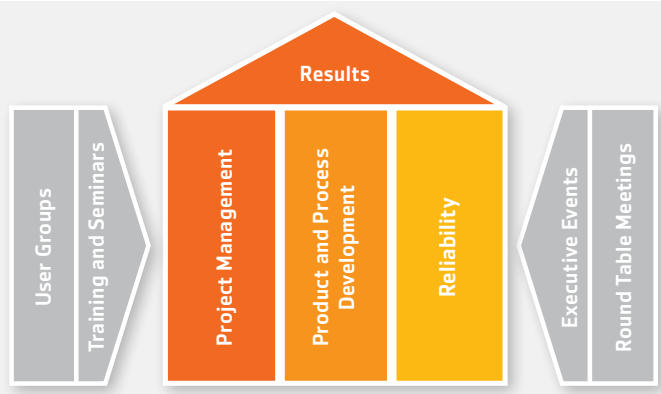 Results
User Groups
Training and Seminars
Project Management
Product and Process
Development
Reliability
Executive Events
Round Table Meetings